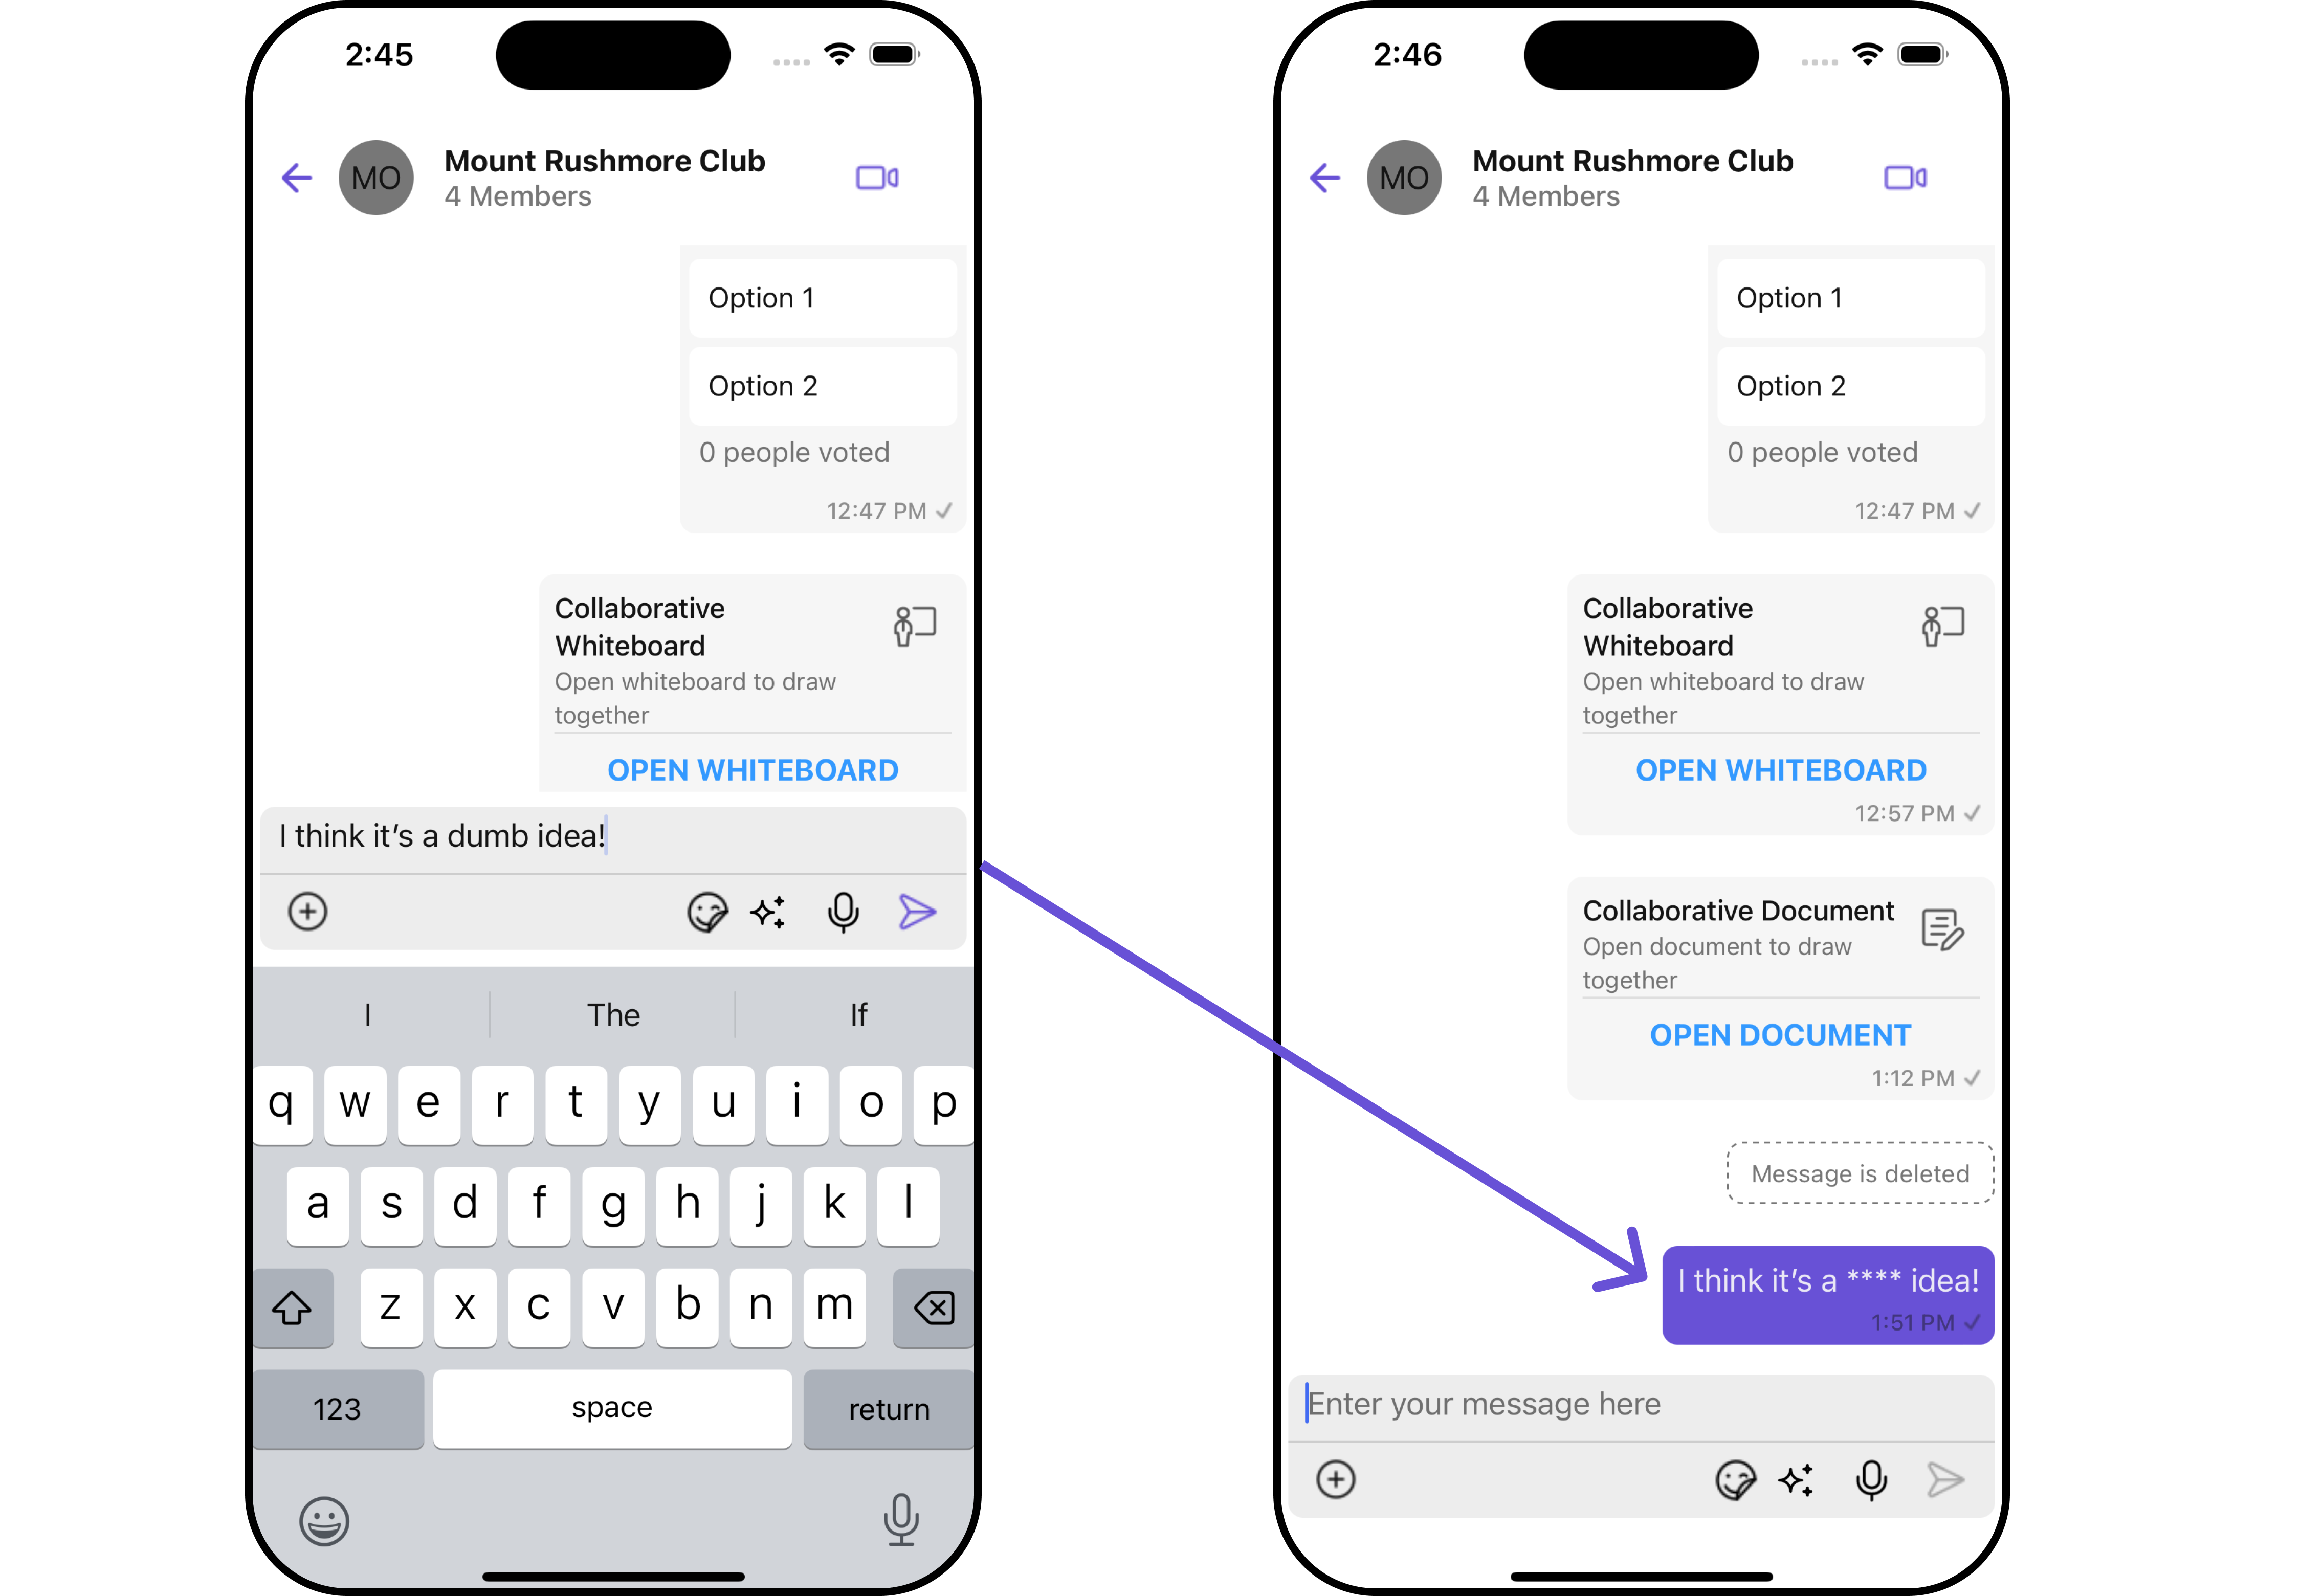 2:45
MO
Mount Rushmore Club
4 Members
Option 1
Option 2
0 people voted
12:47 PM
Collaborative
Whiteboard
Open whiteboard to draw
together
OPEN WHITEBOARD
I think it’s a dumb idea!
I The If
q w e r t y u i o p
a s d f g h j k l
z x c v b n m
123 space return
2:46
MO
Mount Rushmore Club
4 Members
Option 1
Option 2
0 people voted
12:47 PM
Collaborative
Whiteboard
Open whiteboard to draw
together
OPEN WHITEBOARD
12:57 PM
Collaborative Document
Open document to draw
together
OPEN DOCUMENT
1:12 PM
Message is deleted
I think it’s a **** idea!
1:51 PM
Enter your message here